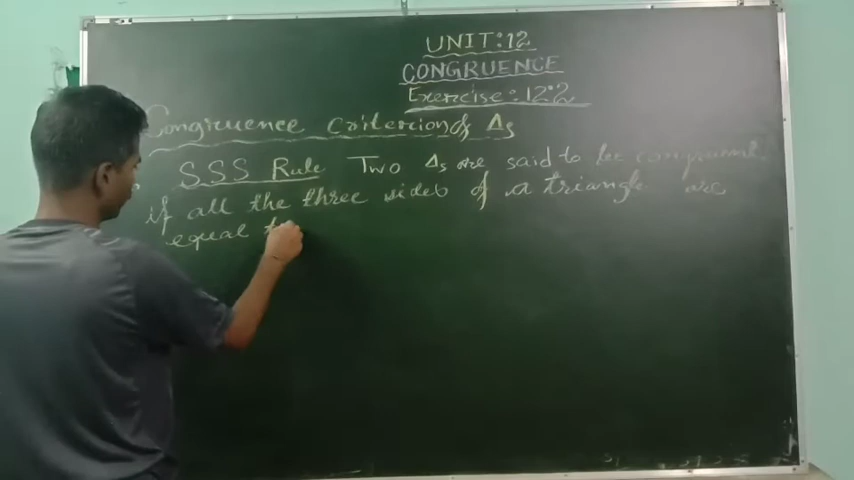 UNIT:12
CONGRUENCE
Exercise: 12.2
Congruence criterion of Δs
SSS Rule Two Δs are said to be congruent
if all the three sides of a triangle are
equal